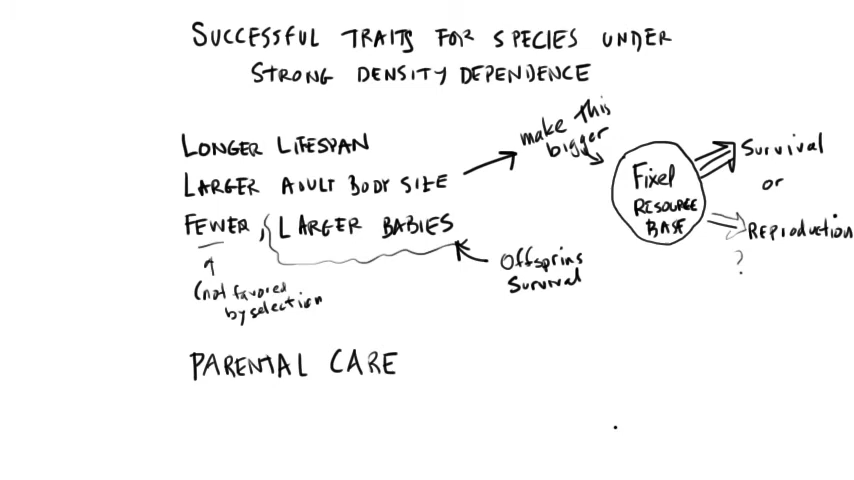 SUCCESSFUL TRAITS FOR SPECIES UNDER
STRONG DENSITY DEPENDENCE
LONGER LIFESPAN
LARGER ADULT BODY SIZE
FEWER, LARGER BABIES
(not favored
by selection
PARENTAL CARE
make this
bigger
Offspring
Survival
Fixed
RESOURCE
BASE
Survival
or
REPRODUCTION
?